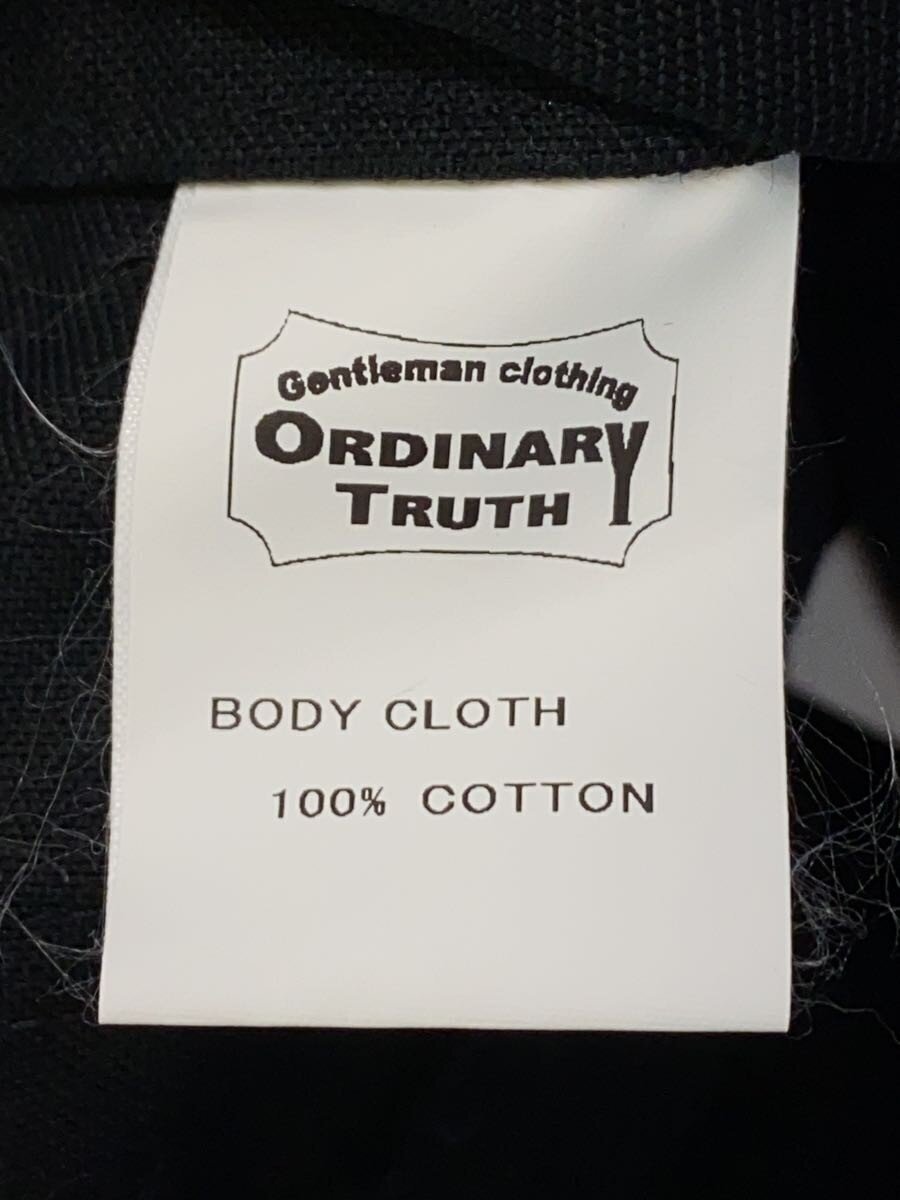 Gentleman clothing
ORDINARY
TRUTH
BODY CLOTH
100% COTTON